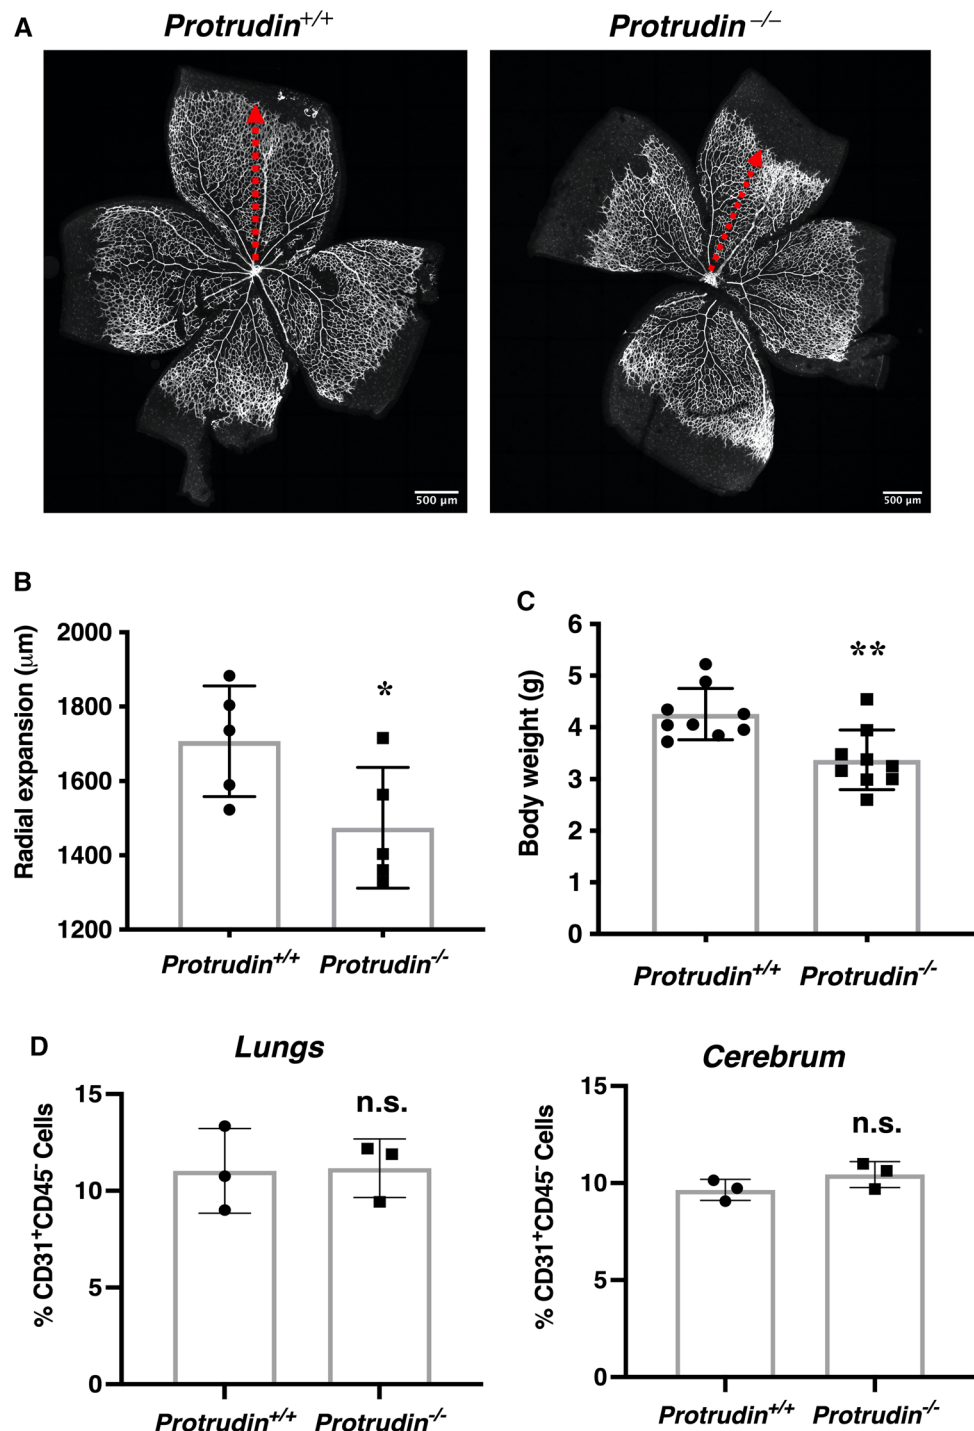 A
Protrudin+/+
Protrudin–/–
500 µm
500 µm
B
Radial expansion (µm)
2000
1800
1600
1400
1200
*
Protrudin+/+
Protrudin-/-
C
Body weight (g)
6
5
4
3
2
1
0
**
Protrudin+/+
Protrudin-/-
D
Lungs
% CD31+CD45- Cells
15
10
5
0
n.s.
Protrudin+/+
Protrudin-/-
Cerebrum
% CD31+CD45- Cells
15
10
5
0
n.s.
Protrudin+/+
Protrudin-/-